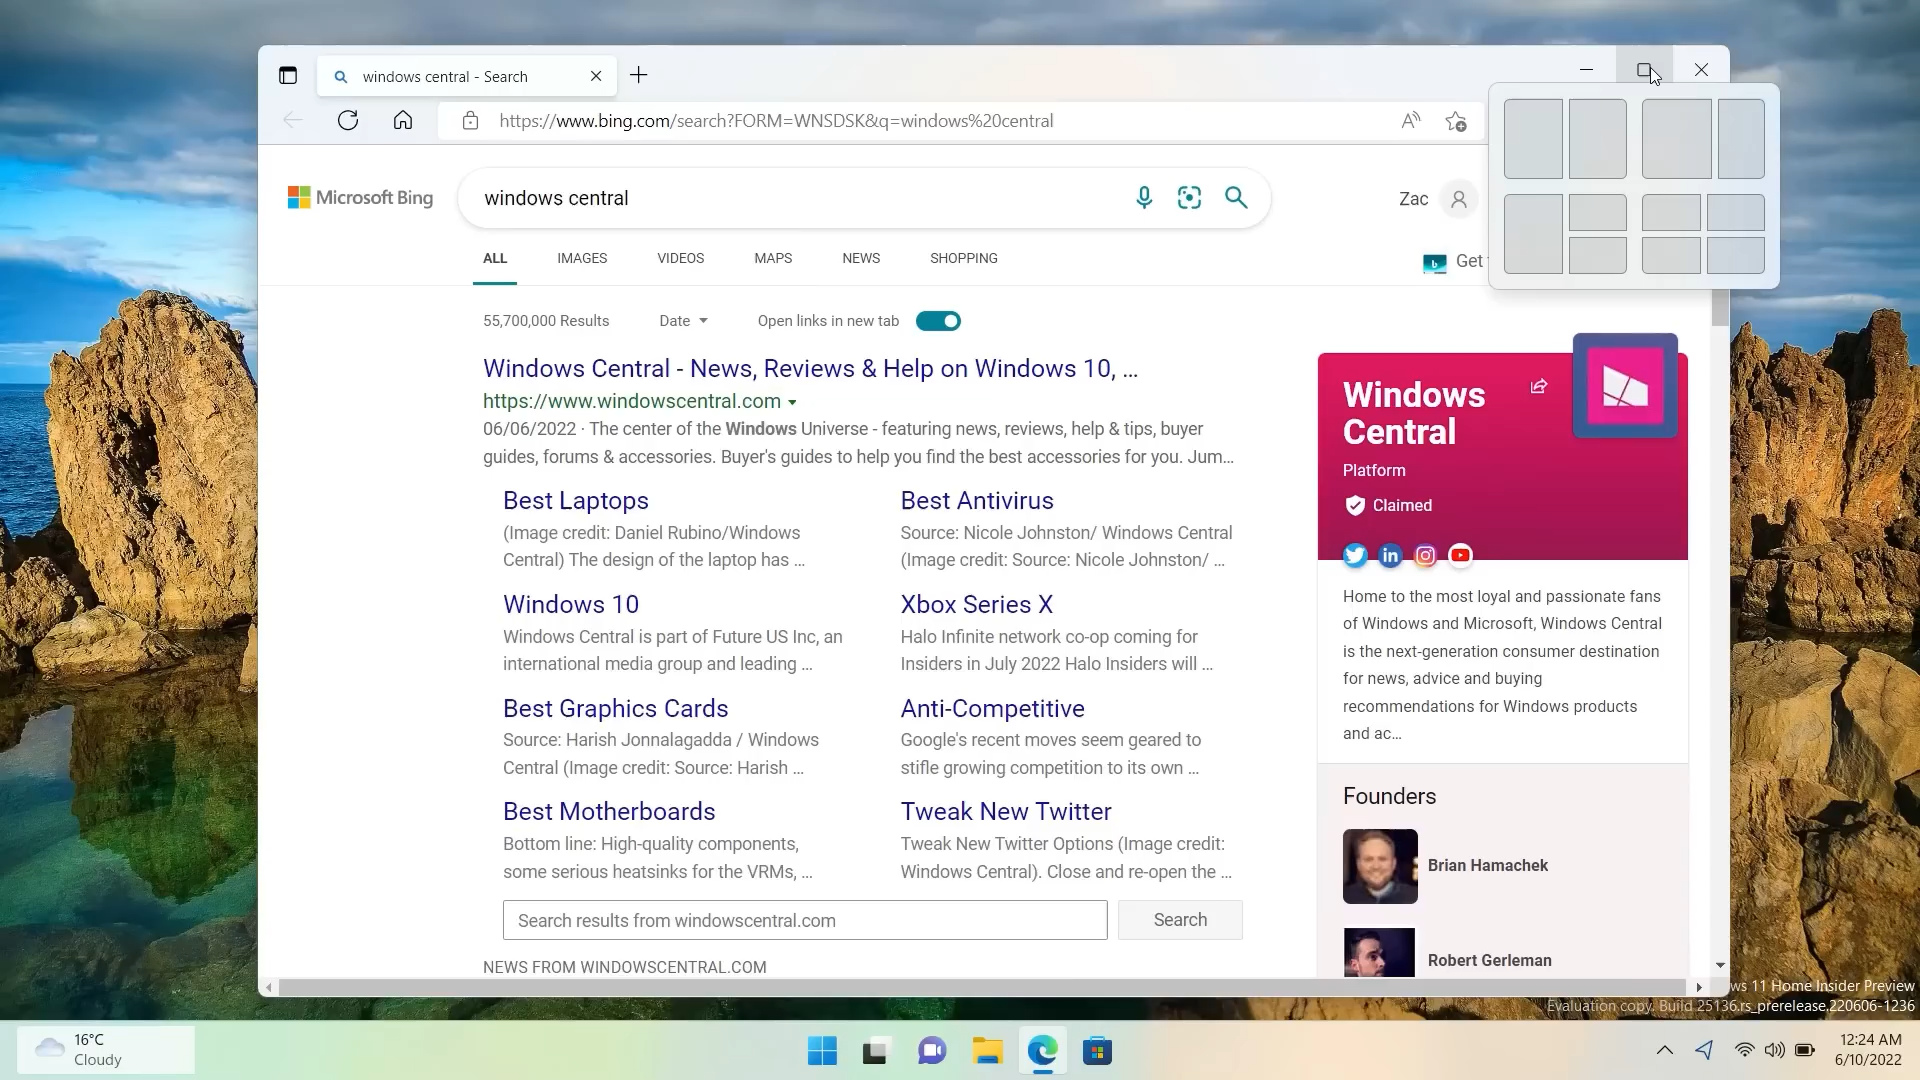 windows central - Search
https://www.bing.com/search?FORM=WNSDSK&q=windows%20central
Microsoft Bing
windows central
Zac
ALL IMAGES VIDEOS MAPS NEWS SHOPPING
Get
55,700,000 Results Date Open links in new tab
Windows Central - News, Reviews & Help on Windows 10, ...
https://www.windowscentral.com
06/06/2022 · The center of the Windows Universe - featuring news, reviews, help & tips, buyer
guides, forums & accessories. Buyer's guides to help you find the best accessories for you. Jum...
Best Laptops
(Image credit: Daniel Rubino/Windows
Central) The design of the laptop has ...
Best Antivirus
Source: Nicole Johnston/ Windows Central
(Image credit: Source: Nicole Johnston/ ...
Windows 10
Windows Central is part of Future US Inc, an
international media group and leading ...
Xbox Series X
Halo Infinite network co-op coming for
Insiders in July 2022 Halo Insiders will ...
Best Graphics Cards
Source: Harish Jonnalagadda / Windows
Central (Image credit: Source: Harish ...
Anti-Competitive
Google's recent moves seem geared to
stifle growing competition to its own ...
Best Motherboards
Bottom line: High-quality components,
some serious heatsinks for the VRMs, ...
Tweak New Twitter
Tweak New Twitter Options (Image credit:
Windows Central). Close and re-open the ...
Search results from windowscentral.com
Search
NEWS FROM WINDOWSCENTRAL.COM
Windows
Central
Platform
Claimed
Home to the most loyal and passionate fans
of Windows and Microsoft, Windows Central
is the next-generation consumer destination
for news, advice and buying
recommendations for Windows products
and ac...
Founders
Brian Hamachek
Robert Gerleman
ws 11 Home Insider Preview
Evaluation copy. Build 25136.rs_prerelease.220606-1236
16°C
Cloudy
12:24 AM
6/10/2022